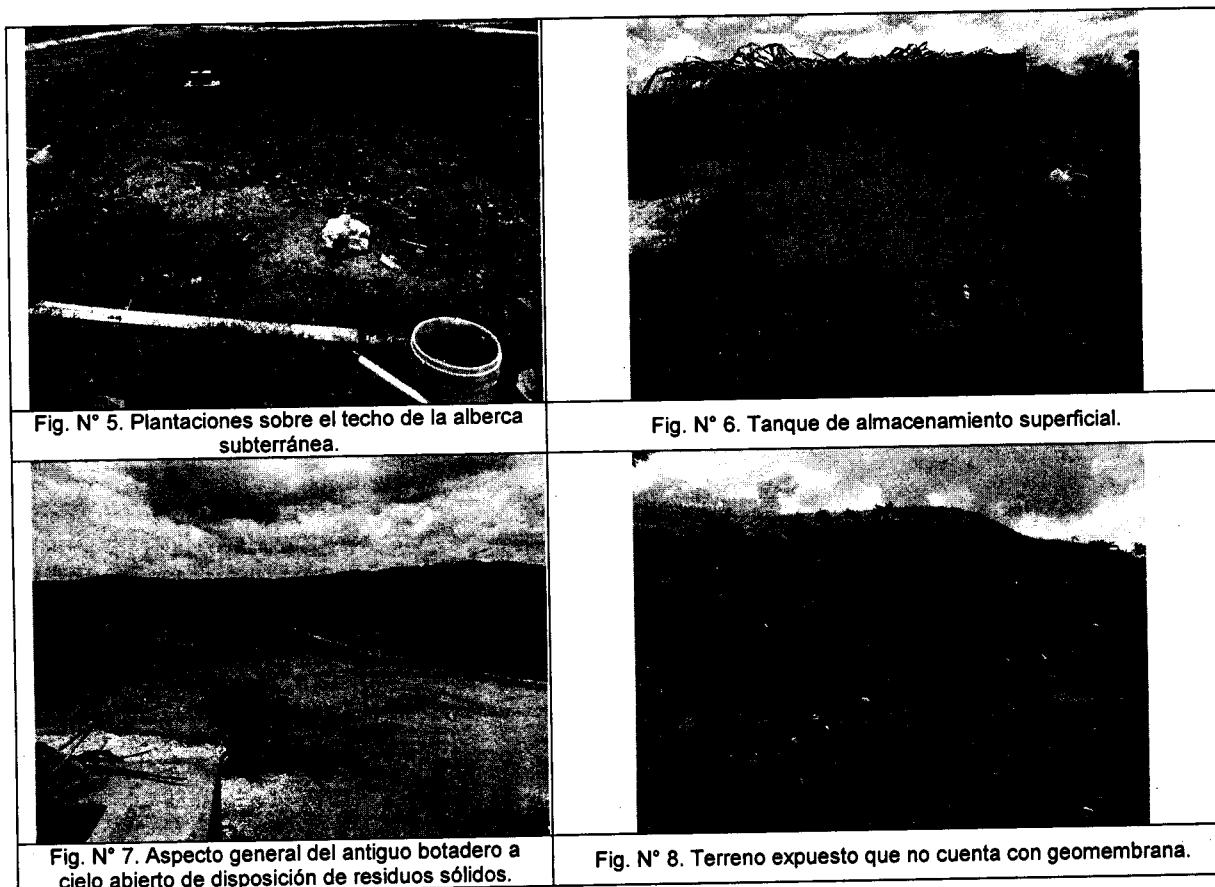 Fig. N° 5. Plantaciones sobre el techo de la alberca
subterránea.
Fig. N° 6. Tanque de almacenamiento superficial.
Fig. N° 7. Aspecto general del antiguo botadero a
cielo abierto de disposición de residuos sólidos.
Fig. N° 8. Terreno expuesto que no cuenta con geomembrana.